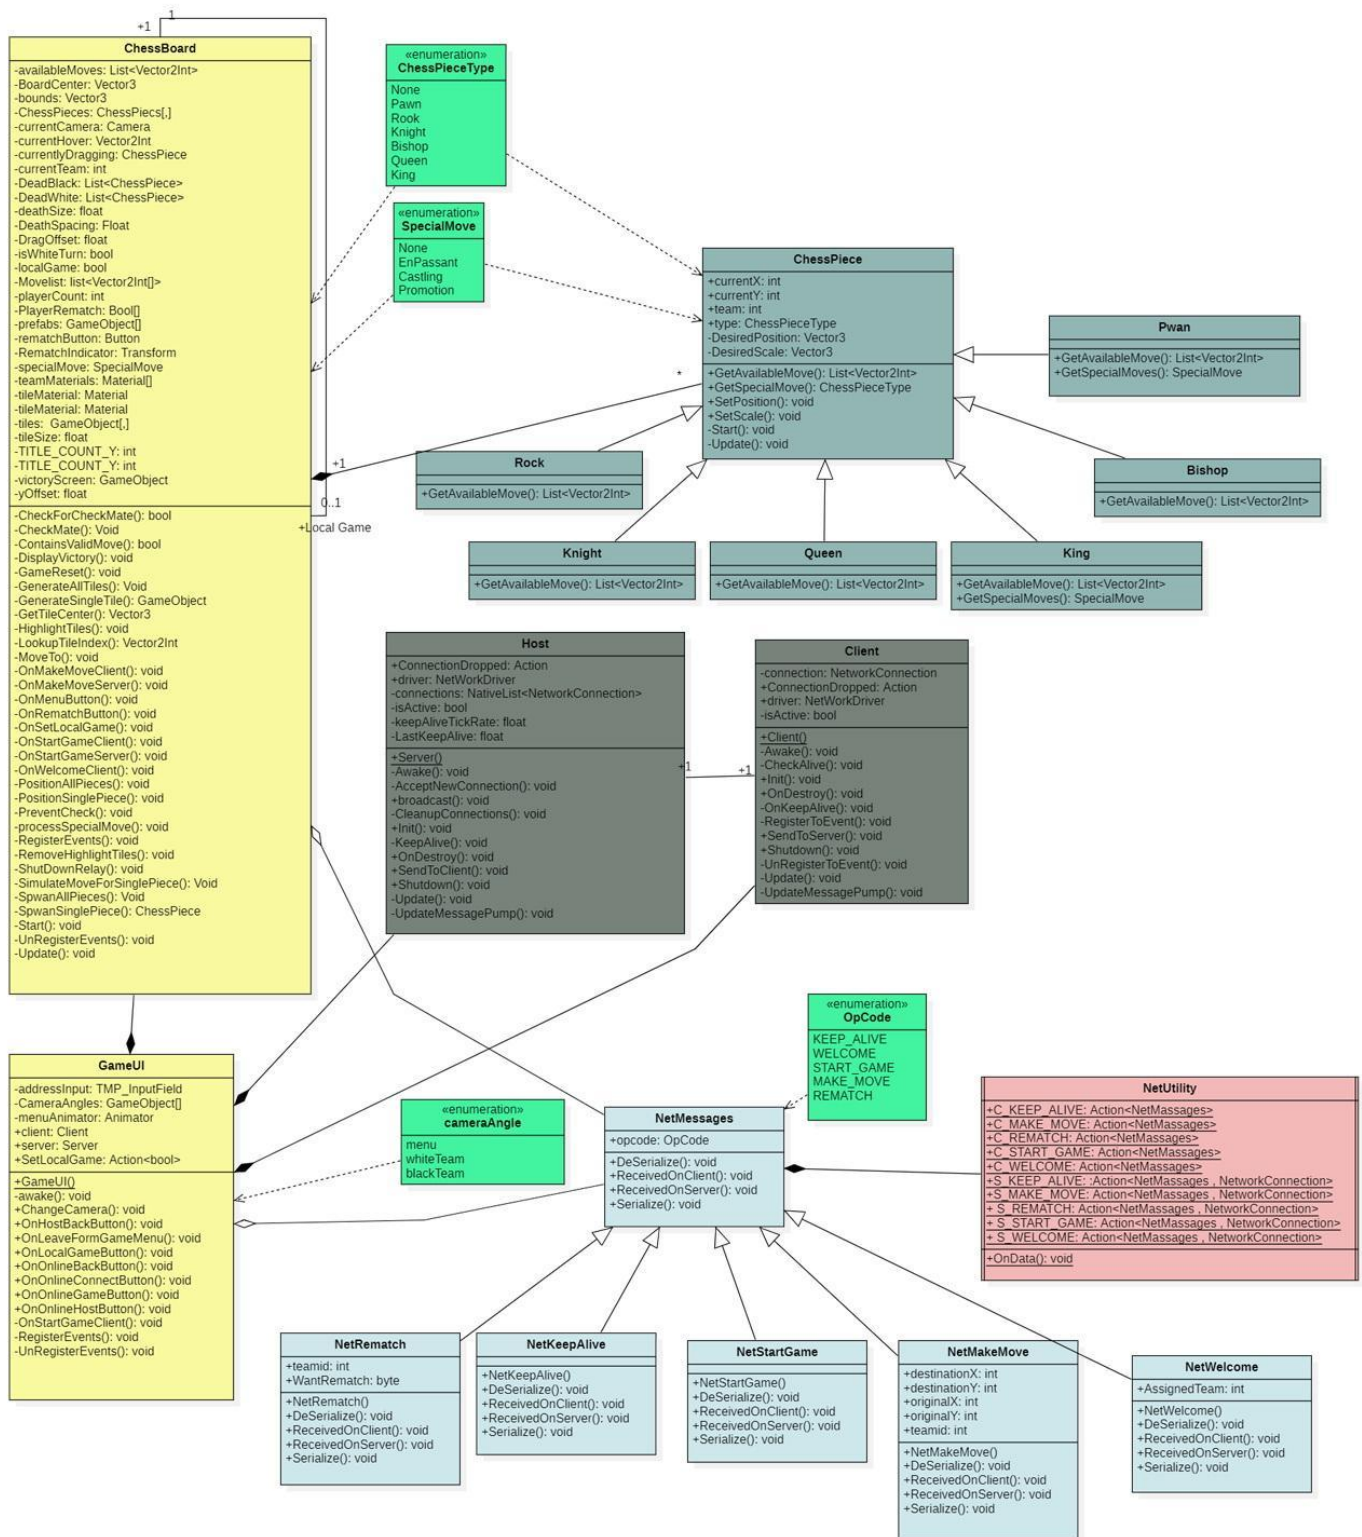 1
+1
ChessBoard
-availableMoves: List<Vector2Int>
-BoardCenter: Vector3
-bounds: Vector3
-ChessPieces: ChessPiecs[,]
-currentCamera: Camera
-currentHover: Vector2Int
-currentlyDragging: ChessPiece
-currentTeam: int
-DeadBlack: List<ChessPiece>
-DeadWhite: List<ChessPiece>
-deathSize: float
-DeathSpacing: Float
-DragOffset: float
-isWhiteTurn: bool
-localGame: bool
-Movelist: list<Vector2Int[]>
-playerCount: int
-PlayerRematch: Bool[]
-prefabs: GameObject[]
-rematchButton: Button
-RematchIndicator: Transform
-specialMove: SpecialMove
-teamMaterials: Material[]
-tileMaterial: Material
-tileMaterial: Material
-tiles:  GameObject[,]
-tileSize: float
-TITLE_COUNT_Y: int
-TITLE_COUNT_Y: int
-victoryScreen: GameObject
-yOffset: float
-CheckForCheckMate(): bool
-CheckMate(): Void
-ContainsValidMove(): bool
-DisplayVictory(): void
-GameReset(): void
-GenerateAllTiles(): Void
-GenerateSingleTile(): GameObject
-GetTileCenter(): Vector3
-HighlightTiles(): void
-LookupTileIndex(): Vector2Int
-MoveTo(): void
-OnMakeMoveClient(): void
-OnMakeMoveServer(): void
-OnMenuButton(): void
-OnRematchButton(): void
-OnSetLocalGame(): void
-OnStartGameClient(): void
-OnStartGameServer(): void
-OnWelcomeClient(): void
-PositionAllPieces(): void
-PositionSinglePiece(): void
-PreventCheck(): void
-processSpecialMove(): void
-RegisterEvents(): void
-RemoveHighlightTiles(): void
-ShutDownRelay(): void
-SimulateMoveForSinglePiece(): Void
-SpwanAllPieces(): Void
-SpwanSinglePiece(): ChessPiece
-Start(): void
-UnRegisterEvents(): void
-Update(): void
«enumeration»
ChessPieceType
None
Pawn
Rook
Knight
Bishop
Queen
King
«enumeration»
SpecialMove
None
EnPassant
Castling
Promotion
*
+1
0..1
+Local Game
ChessPiece
+currentX: int
+currentY: int
+team: int
+type: ChessPieceType
-DesiredPosition: Vector3
-DesiredScale: Vector3
+GetAvailableMove(): List<Vector2Int>
+GetSpecialMove(): ChessPieceType
+SetPosition(): void
+SetScale(): void
-Start(): void
-Update(): void
Pwan
+GetAvailableMove(): List<Vector2Int>
+GetSpecialMoves(): SpecialMove
Rock
+GetAvailableMove(): List<Vector2Int>
Bishop
+GetAvailableMove(): List<Vector2Int>
Knight
+GetAvailableMove(): List<Vector2Int>
Queen
+GetAvailableMove(): List<Vector2Int>
King
+GetAvailableMove(): List<Vector2Int>
+GetSpecialMoves(): SpecialMove
Host
+ConnectionDropped: Action
+driver: NetWorkDriver
-connections: NativeList<NetworkConnection>
-isActive: bool
-keepAliveTickRate: float
-LastKeepAlive: float
+Server()
-Awake(): void
-AcceptNewConnection(): void
+broadcast(): void
-CleanupConnections(): void
+Init(): void
-KeepAlive(): void
+OnDestroy(): void
+SendToClient(): void
+Shutdown(): void
-Update(): void
-UpdateMessagePump(): void
+1
+1
Client
-connection: NetworkConnection
+ConnectionDropped: Action
+driver: NetWorkDriver
-isActive: bool
+Client()
-Awake(): void
-CheckAlive(): void
+Init(): void
+OnDestroy(): void
-OnKeepAlive(): void
-RegisterToEvent(): void
+SendToServer(): void
+Shutdown(): void
-UnRegisterToEvent(): void
-Update(): void
-UpdateMessagePump(): void
GameUI
-addressInput: TMP_InputField
-CameraAngles: GameObject[]
-menuAnimator: Animator
+client: Client
+server: Server
+SetLocalGame: Action<bool>
+GameUI()
-awake(): void
+ChangeCamera(): void
+OnHostBackButton(): void
+OnLeaveFormGameMenu(): void
+OnLocalGameButton(): void
+OnOnlineBackButton(): void
+OnOnlineConnectButton(): void
+OnOnlineGameButton(): void
+OnOnlineHostButton(): void
-OnStartGameClient(): void
-RegisterEvents(): void
-UnRegisterEvents(): void
«enumeration»
cameraAngle
menu
whiteTeam
blackTeam
«enumeration»
OpCode
KEEP_ALIVE
WELCOME
START_GAME
MAKE_MOVE
REMATCH
NetMessages
+opcode: OpCode
+DeSerialize(): void
+ReceivedOnClient(): void
+ReceivedOnServer(): void
+Serialize(): void
NetUtility
+C_KEEP_ALIVE: Action<NetMassages>
+C_MAKE_MOVE: Action<NetMassages>
+C_REMATCH: Action<NetMassages>
+C_START_GAME: Action<NetMassages>
+C_WELCOME: Action<NetMassages>
+S_KEEP_ALIVE: :Action<NetMassages , NetworkConnection>
+S_MAKE_MOVE: Action<NetMassages , NetworkConnection>
+ S_REMATCH: Action<NetMassages , NetworkConnection>
+ S_START_GAME: Action<NetMassages , NetworkConnection>
+ S_WELCOME: Action<NetMassages , NetworkConnection>
+OnData(): void
NetRematch
+teamid: int
+WantRematch: byte
+NetRematch()
+DeSerialize(): void
+ReceivedOnClient(): void
+ReceivedOnServer(): void
+Serialize(): void
NetKeepAlive
+NetKeepAlive()
+DeSerialize(): void
+ReceivedOnClient(): void
+ReceivedOnServer(): void
+Serialize(): void
NetStartGame
+NetStartGame()
+DeSerialize(): void
+ReceivedOnClient(): void
+ReceivedOnServer(): void
+Serialize(): void
NetMakeMove
+destinationX: int
+destinationY: int
+originalX: int
+originalY: int
+teamid: int
+NetMakeMove()
+DeSerialize(): void
+ReceivedOnClient(): void
+ReceivedOnServer(): void
+Serialize(): void
NetWelcome
+AssignedTeam: int
+NetWelcome()
+DeSerialize(): void
+ReceivedOnClient(): void
+ReceivedOnServer(): void
+Serialize(): void